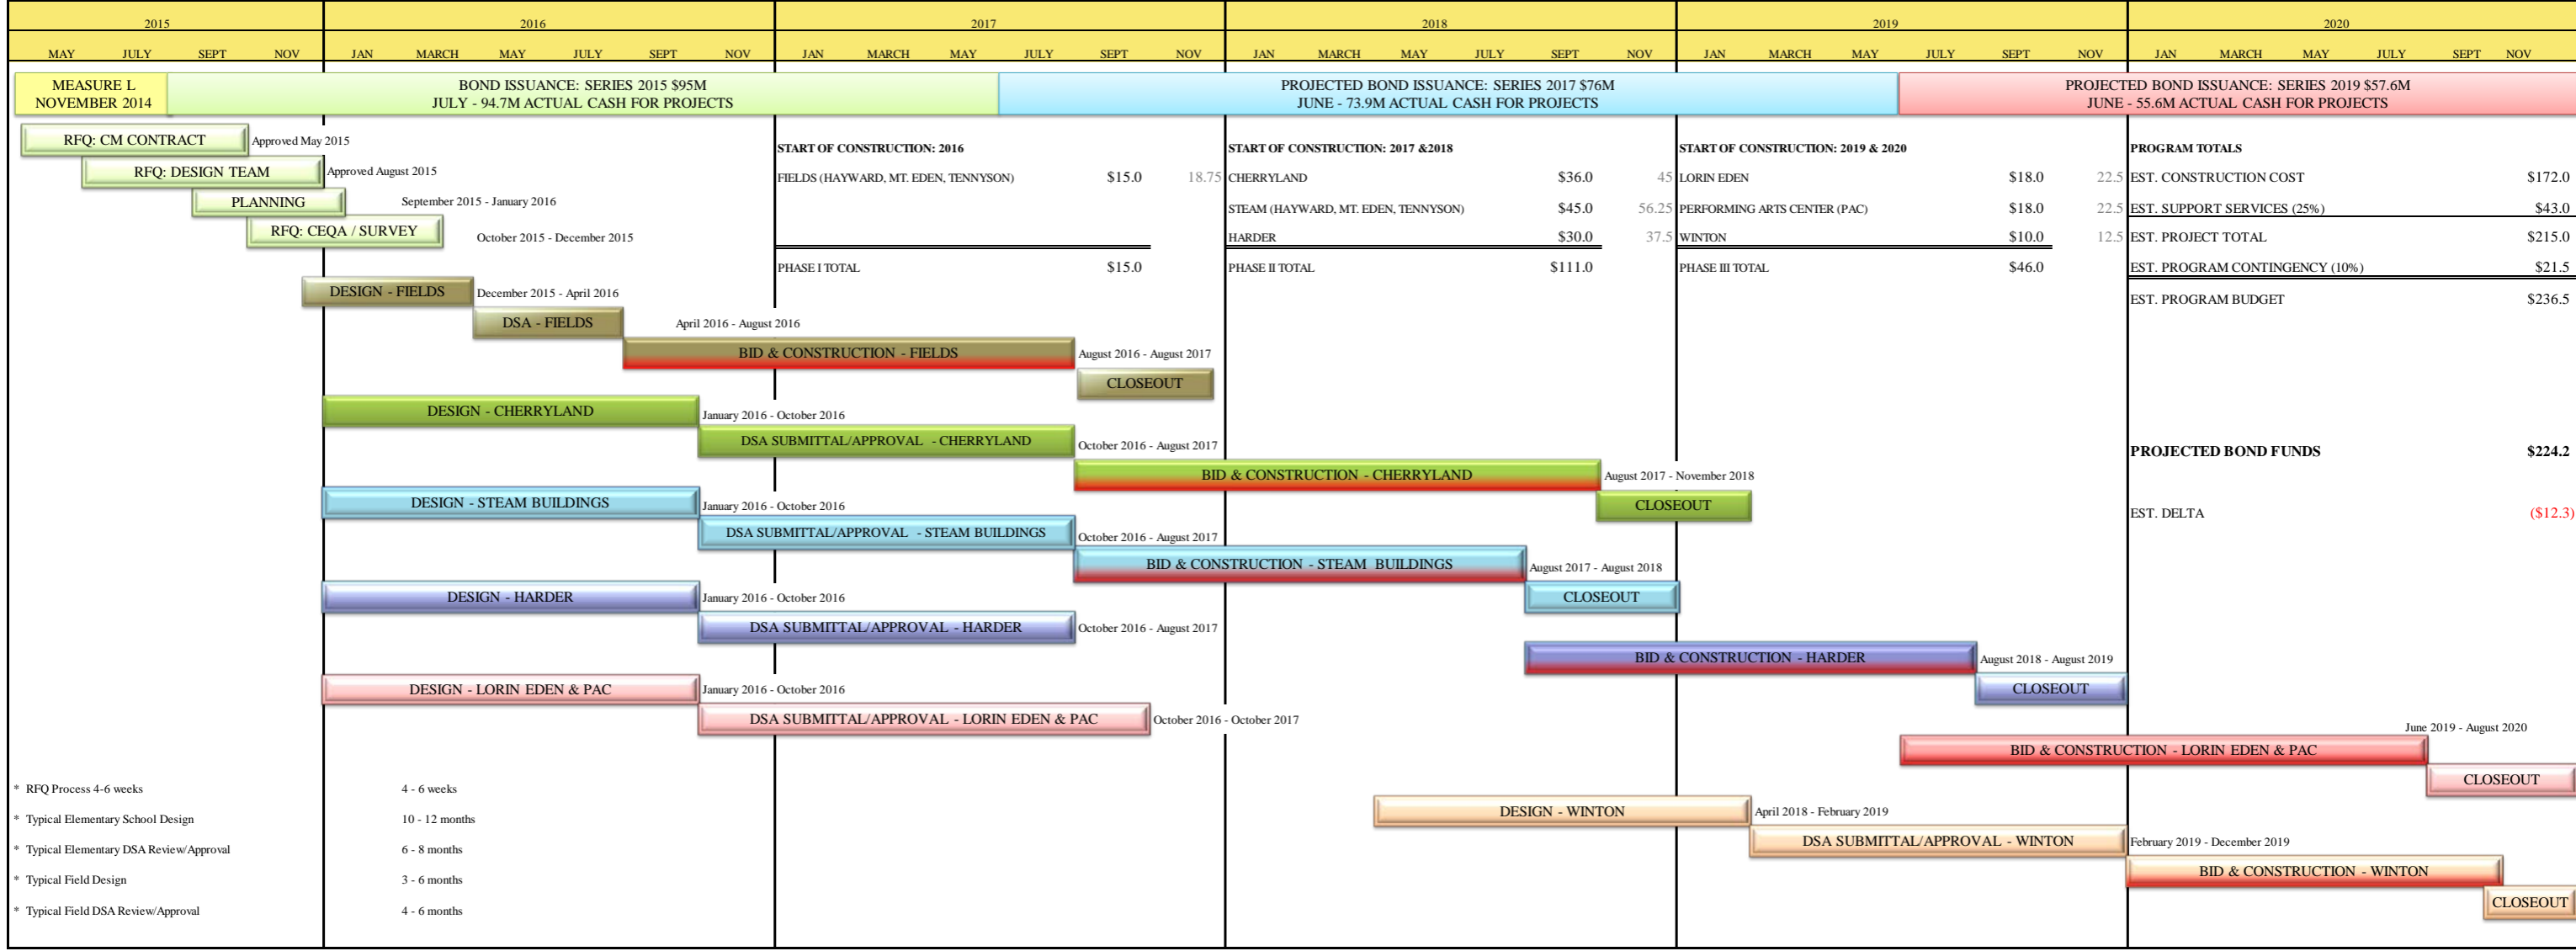 2015 2016 2017 2018 2019 2020
MAY JULY SEPT NOV JAN MARCH MAY JULY SEPT NOV JAN MARCH MAY JULY SEPT NOV JAN MARCH MAY JULY SEPT NOV JAN MARCH MAY JULY SEPT NOV JAN MARCH MAY JULY SEPT NOV
MEASURE L
NOVEMBER 2014
BOND ISSUANCE: SERIES 2015 $95M
JULY - 94.7M ACTUAL CASH FOR PROJECTS
PROJECTED BOND ISSUANCE: SERIES 2017 $76M
JUNE - 73.9M ACTUAL CASH FOR PROJECTS
PROJECTED BOND ISSUANCE: SERIES 2019 $57.6M
JUNE - 55.6M ACTUAL CASH FOR PROJECTS
RFQ: CM CONTRACT Approved May 2015
RFQ: DESIGN TEAM Approved August 2015
PLANNING September 2015 - January 2016
RFQ: CEQA / SURVEY October 2015 - December 2015
START OF CONSTRUCTION: 2016
FIELDS (HAYWARD, MT. EDEN, TENNYSON) $15.0 18.75
PHASE I TOTAL $15.0
START OF CONSTRUCTION: 2017 &2018
CHERRYLAND $36.0 45
STEAM (HAYWARD, MT. EDEN, TENNYSON) $45.0 56.25
HARDER $30.0 37.5
PHASE II TOTAL $111.0
START OF CONSTRUCTION: 2019 & 2020
LORIN EDEN $18.0 22.5
PERFORMING ARTS CENTER (PAC) $18.0 22.5
WINTON $10.0 12.5
PHASE III TOTAL $46.0
PROGRAM TOTALS
EST. CONSTRUCTION COST $172.0
EST. SUPPORT SERVICES (25%) $43.0
EST. PROJECT TOTAL $215.0
EST. PROGRAM CONTINGENCY (10%) $21.5
EST. PROGRAM BUDGET $236.5
PROJECTED BOND FUNDS $224.2
EST. DELTA ($12.3)
DESIGN - FIELDS December 2015 - April 2016
DSA - FIELDS April 2016 - August 2016
BID & CONSTRUCTION - FIELDS August 2016 - August 2017
CLOSEOUT
DESIGN - CHERRYLAND January 2016 - October 2016
DSA SUBMITTAL/APPROVAL - CHERRYLAND October 2016 - August 2017
BID & CONSTRUCTION - CHERRYLAND August 2017 - November 2018
CLOSEOUT
DESIGN - STEAM BUILDINGS January 2016 - October 2016
DSA SUBMITTAL/APPROVAL - STEAM BUILDINGS October 2016 - August 2017
BID & CONSTRUCTION - STEAM BUILDINGS August 2017 - August 2018
CLOSEOUT
DESIGN - HARDER January 2016 - October 2016
DSA SUBMITTAL/APPROVAL - HARDER October 2016 - August 2017
BID & CONSTRUCTION - HARDER August 2018 - August 2019
CLOSEOUT
DESIGN - LORIN EDEN & PAC January 2016 - October 2016
DSA SUBMITTAL/APPROVAL - LORIN EDEN & PAC October 2016 - October 2017
June 2019 - August 2020
BID & CONSTRUCTION - LORIN EDEN & PAC
CLOSEOUT
DESIGN - WINTON April 2018 - February 2019
DSA SUBMITTAL/APPROVAL - WINTON February 2019 - December 2019
BID & CONSTRUCTION - WINTON
CLOSEOUT
* RFQ Process 4-6 weeks 4 - 6 weeks
* Typical Elementary School Design 10 - 12 months
* Typical Elementary DSA Review/Approval 6 - 8 months
* Typical Field Design 3 - 6 months
* Typical Field DSA Review/Approval 4 - 6 months